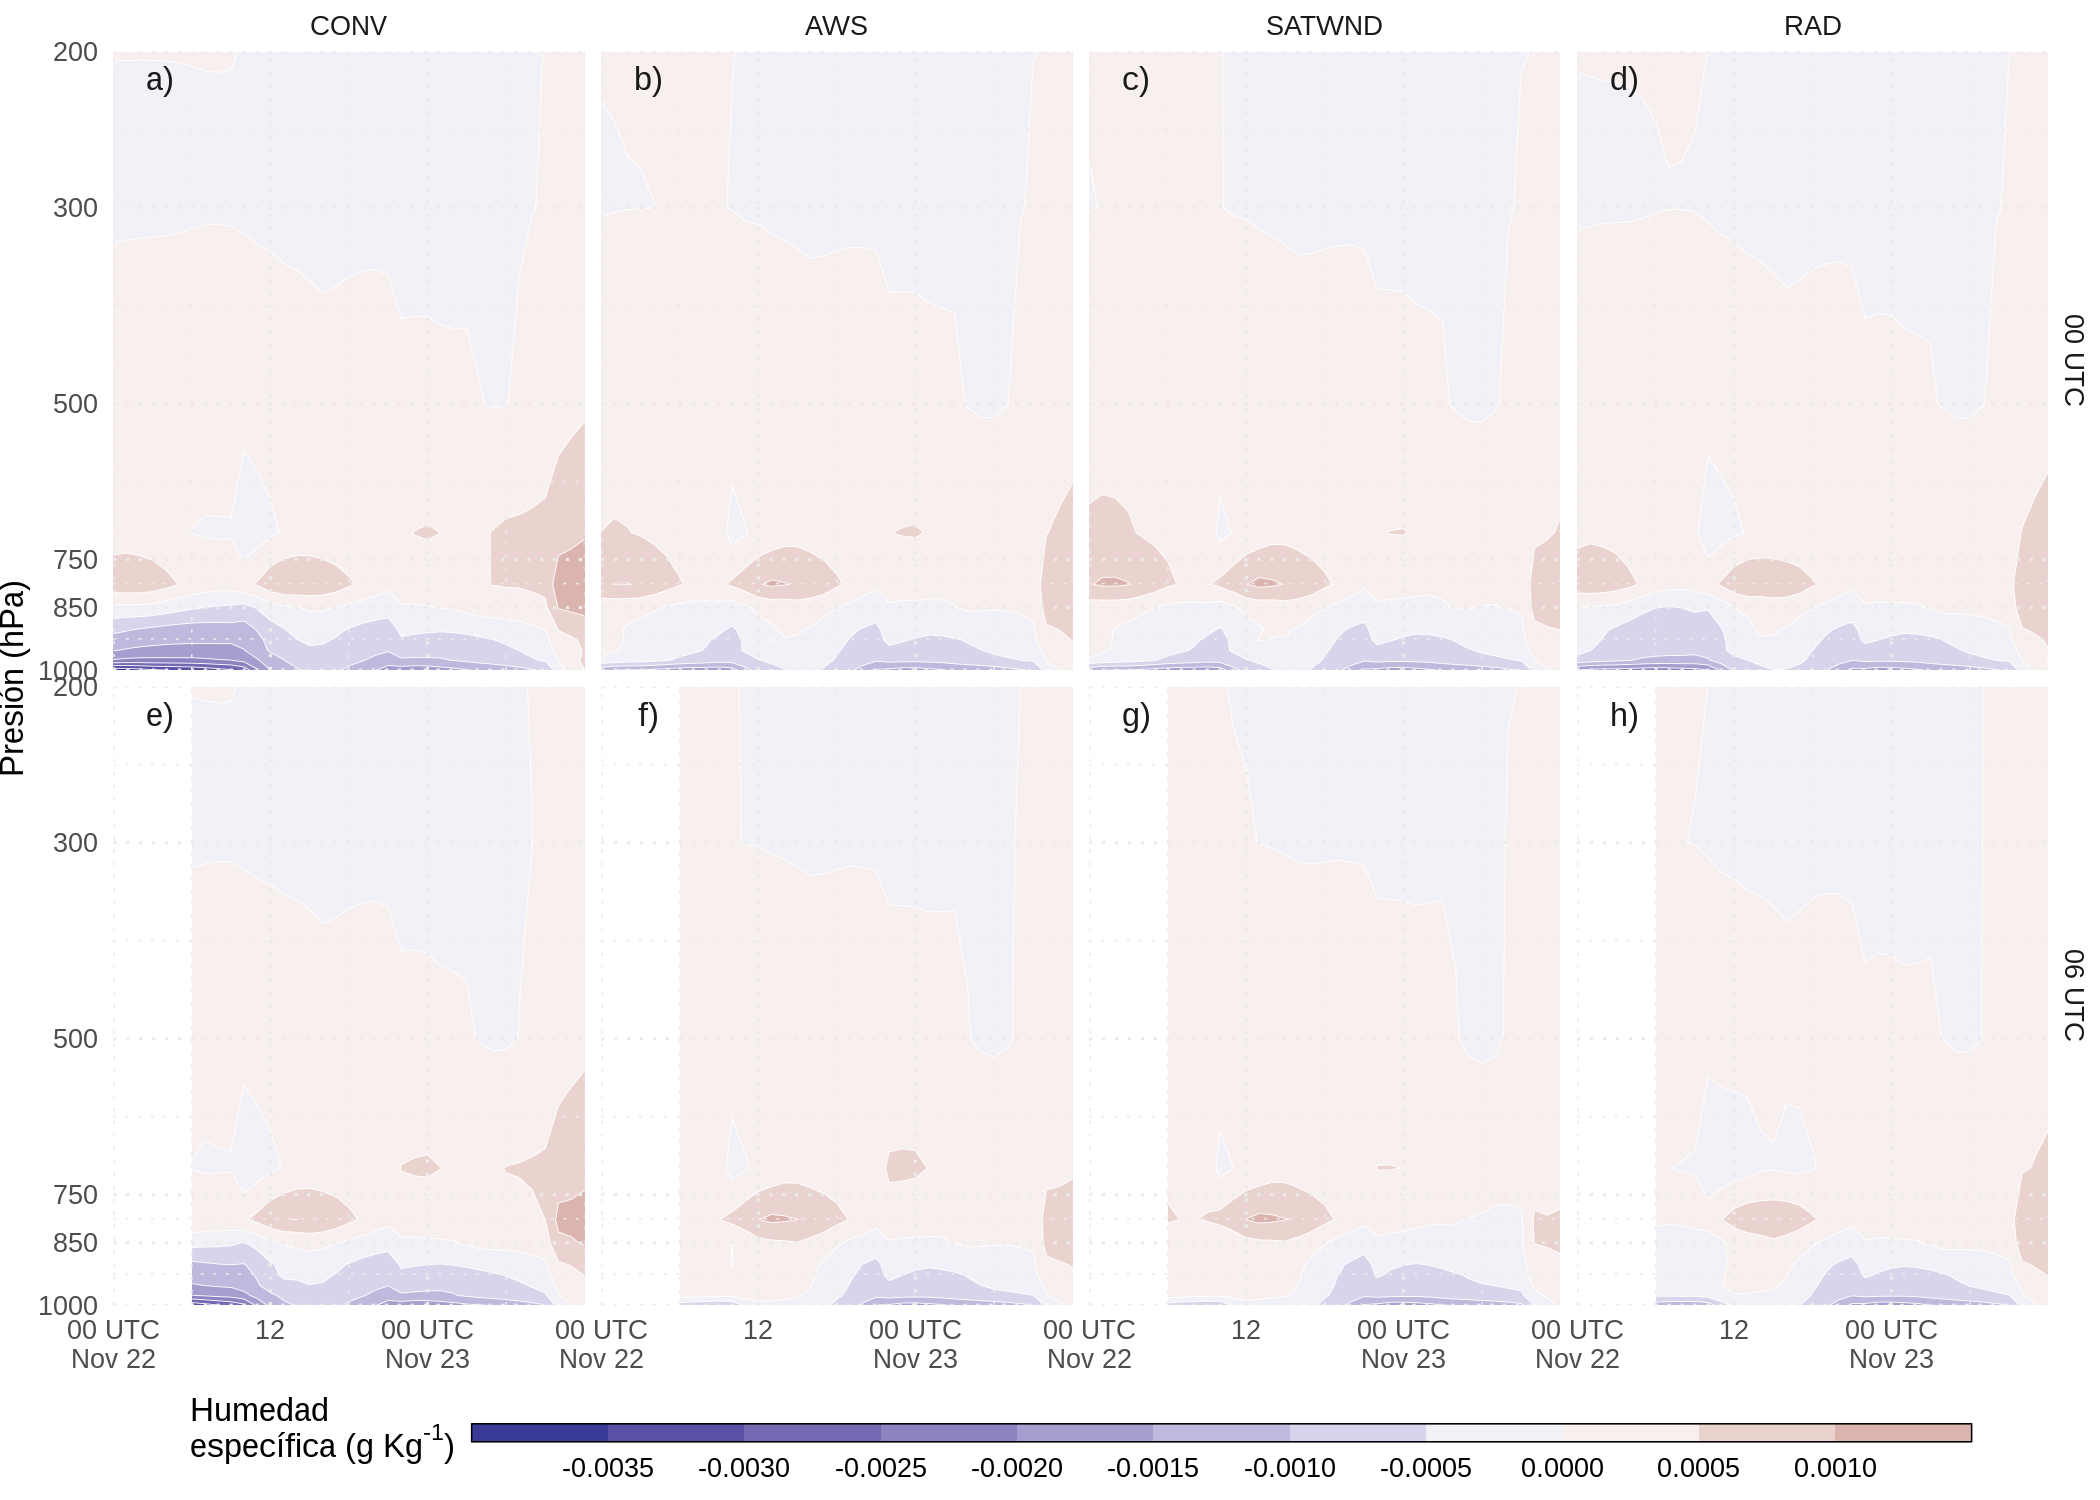 CONV AWS SATWND RAD
a) b) c) d)
200
300
500
750
850
1000
00 UTC
Presión (hPa)
e) f) g) h)
200
300
500
750
850
1000
06 UTC
00 UTC 12 00 UTC 00 UTC 12 00 UTC 00 UTC 12 00 UTC 00 UTC 12 00 UTC
Nov 22 Nov 23 Nov 22 Nov 23 Nov 22 Nov 23 Nov 22 Nov 23
Humedad
específica (g Kg-1)
-0.0035 -0.0030 -0.0025 -0.0020 -0.0015 -0.0010 -0.0005 0.0000 0.0005 0.0010